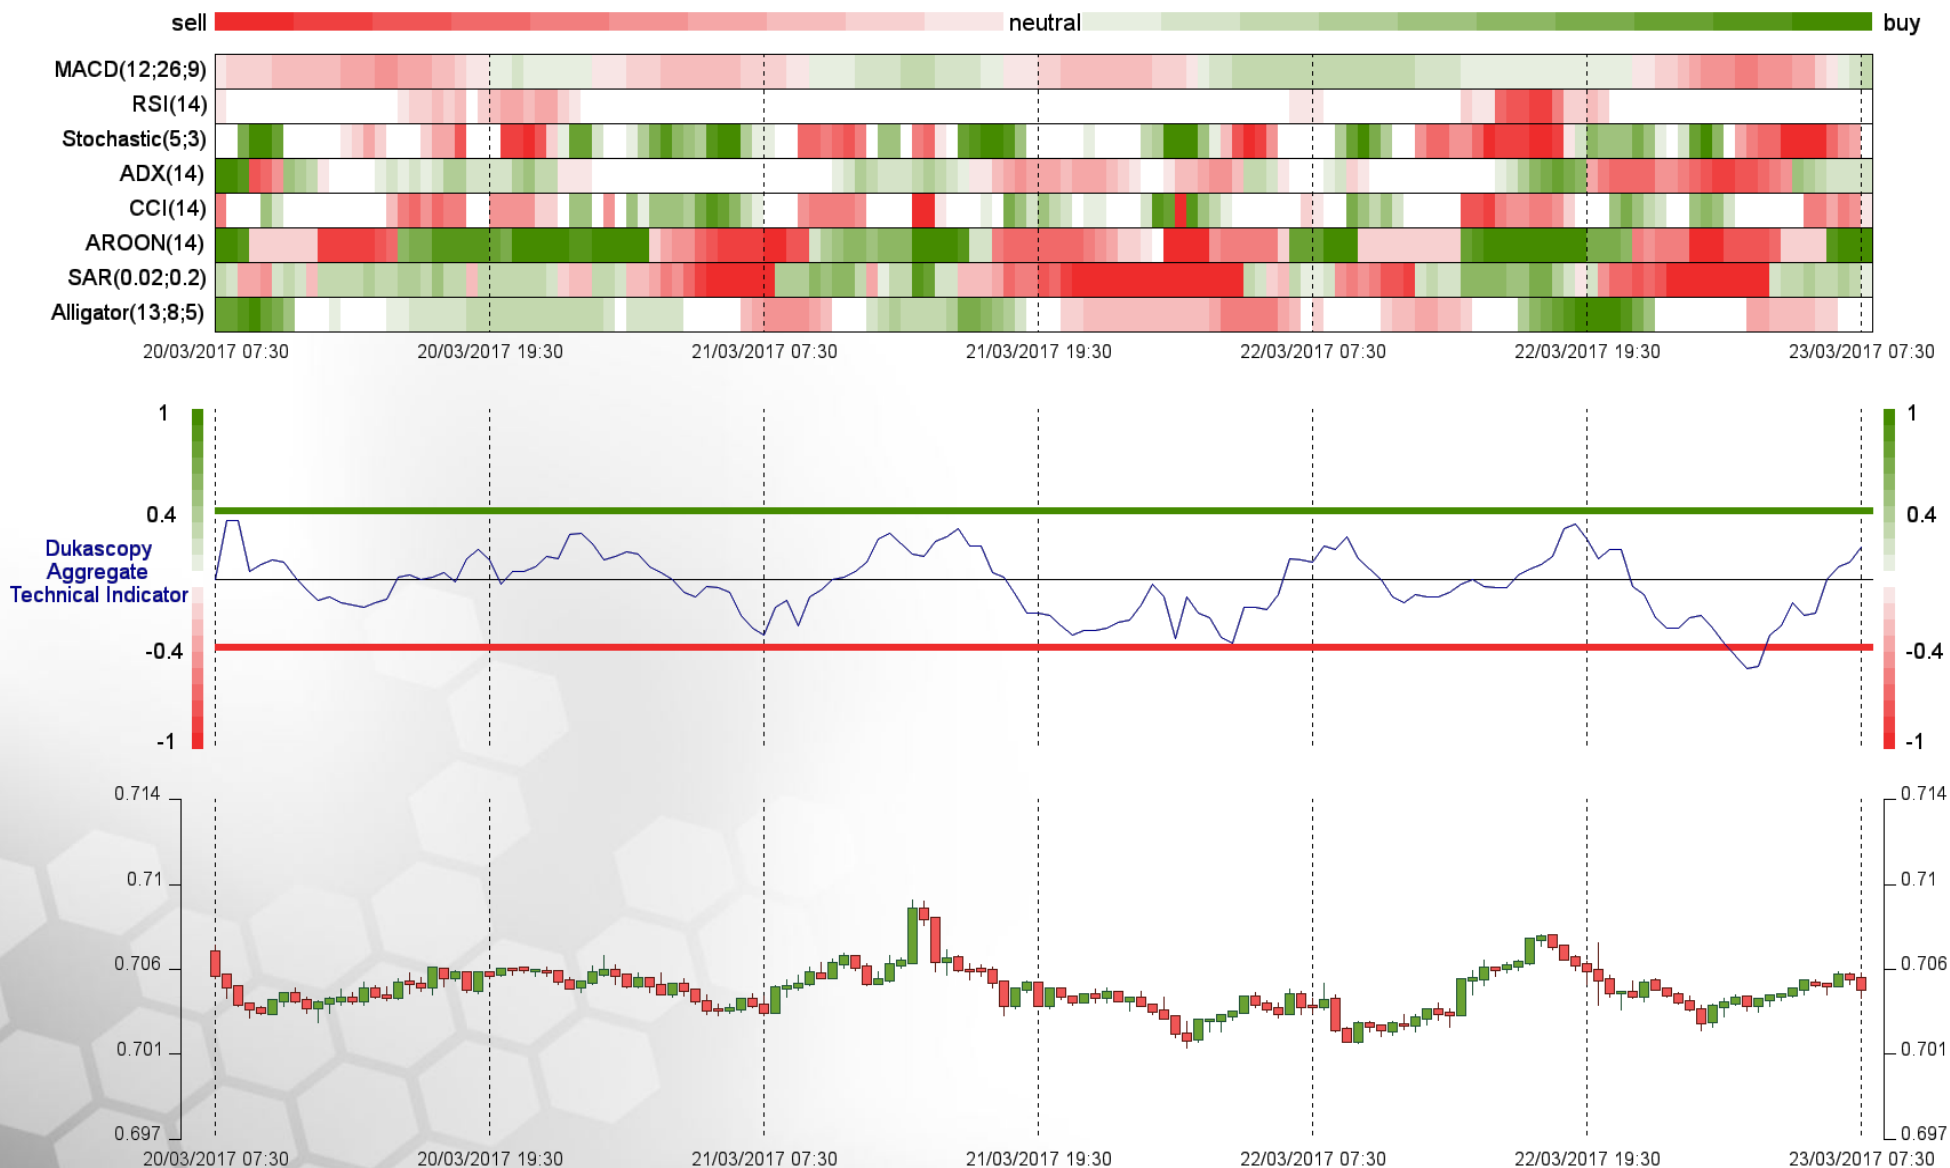 sell neutral buy
MACD(12;26;9)
RSI(14)
Stochastic(5;3)
ADX(14)
CCI(14)
AROON(14)
SAR(0.02;0.2)
Alligator(13;8;5)
20/03/2017 07:30 20/03/2017 19:30 21/03/2017 07:30 21/03/2017 19:30 22/03/2017 07:30 22/03/2017 19:30 23/03/2017 07:30
1 1
0.4 0.4
Dukascopy
Aggregate
Technical Indicator
-0.4 -0.4
-1 -1
0.714 0.714
0.71 0.71
0.706 0.706
0.701 0.701
0.697 0.697
20/03/2017 07:30 20/03/2017 19:30 21/03/2017 07:30 21/03/2017 19:30 22/03/2017 07:30 22/03/2017 19:30 23/03/2017 07:30